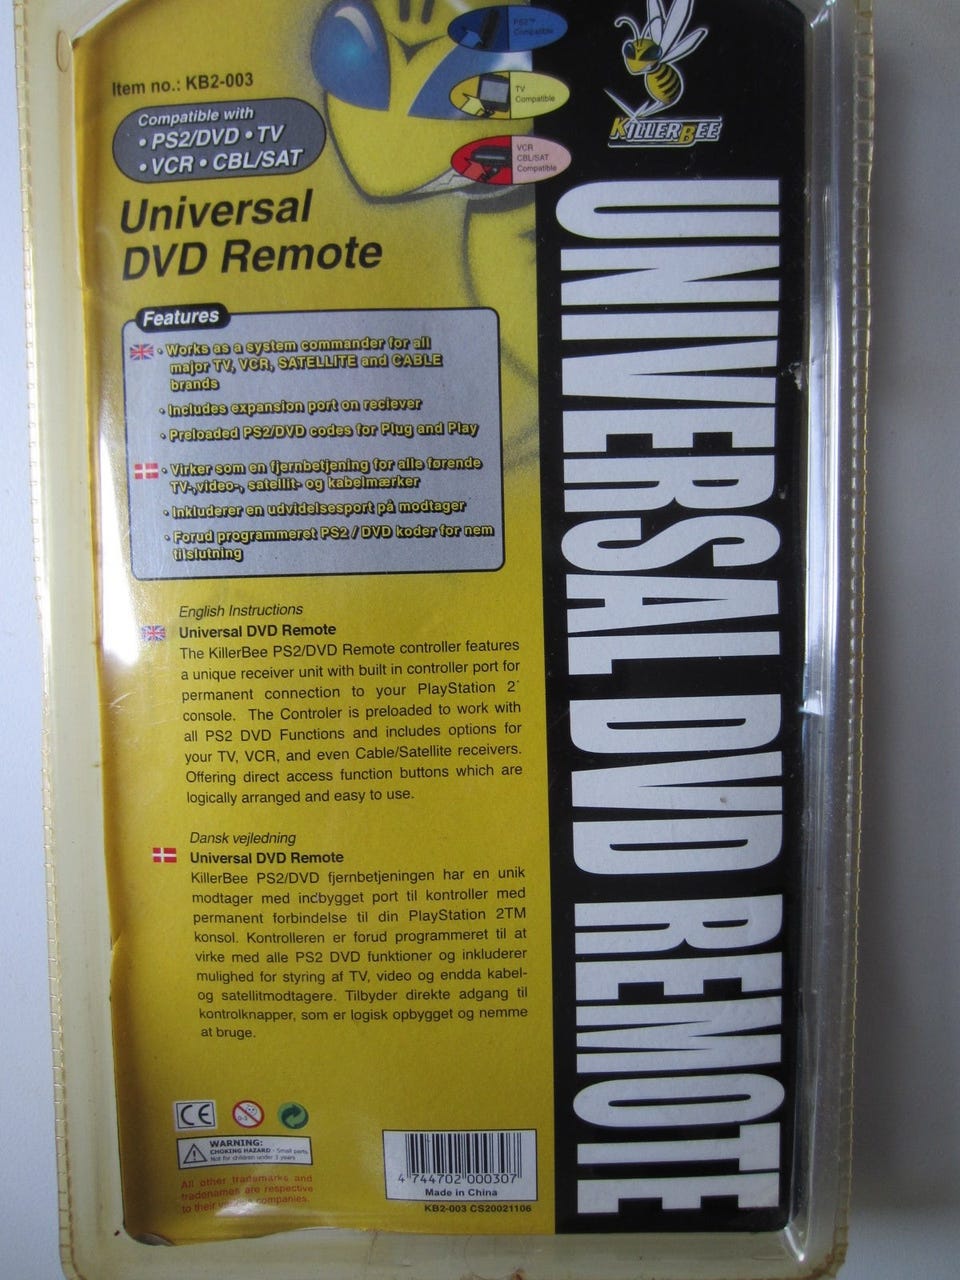 Item no.: KB2-003
Compatible with
• PS2/DVD • TV
• VCR • CBL/SAT
PS2™
Compatible
TV
Compatible
VCR
CBL/SAT
Compatible
KILLERBEE
Universal
DVD Remote
Features
• Works as a system commander for all
major TV, VCR, SATELLITE and CABLE
brands
• Includes expansion port on reciever
• Preloaded PS2/DVD codes for Plug and Play
• Virker som en fjernbetjening for alle førende
TV-,video-, satellit- og kabelmærker
• Inkluderer en udvidelsesport på modtager
• Forud programmeret PS2 / DVD koder for nem
tilslutning
English Instructions
Universal DVD Remote
The KillerBee PS2/DVD Remote controller features
a unique receiver unit with built in controller port for
permanent connection to your PlayStation 2
console. The Controler is preloaded to work with
all PS2 DVD Functions and includes options for
your TV, VCR, and even Cable/Satellite receivers.
Offering direct access function buttons which are
logically arranged and easy to use.
Dansk vejledning
Universal DVD Remote
KillerBee PS2/DVD fjernbetjeningen har en unik
modtager med indbygget port til kontroller med
permanent forbindelse til din PlayStation 2TM
konsol. Kontrolleren er forud programmeret til at
virke med alle PS2 DVD funktioner og inkluderer
mulighed for styring af TV, video og endda kabel-
og satellitmodtagere. Tilbyder direkte adgang til
kontrolknapper, som er logisk opbygget og nemme
at bruge.
CE
0-3
WARNING:
CHOKING HAZARD - Small parts.
Not for children under 3 years
All other trademarks and
tradenames are respective
to their companies.
4 744702 000307
Made in China
KB2-003 CS20021106
UNIVERSAL DVD REMOTE